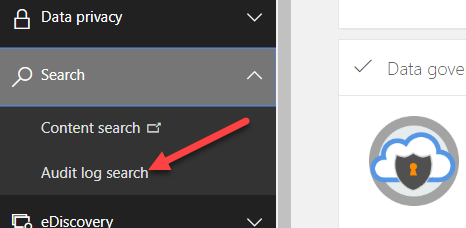 Data privacy
Search
Data gove
Content search
Audit log search
eDiscovery